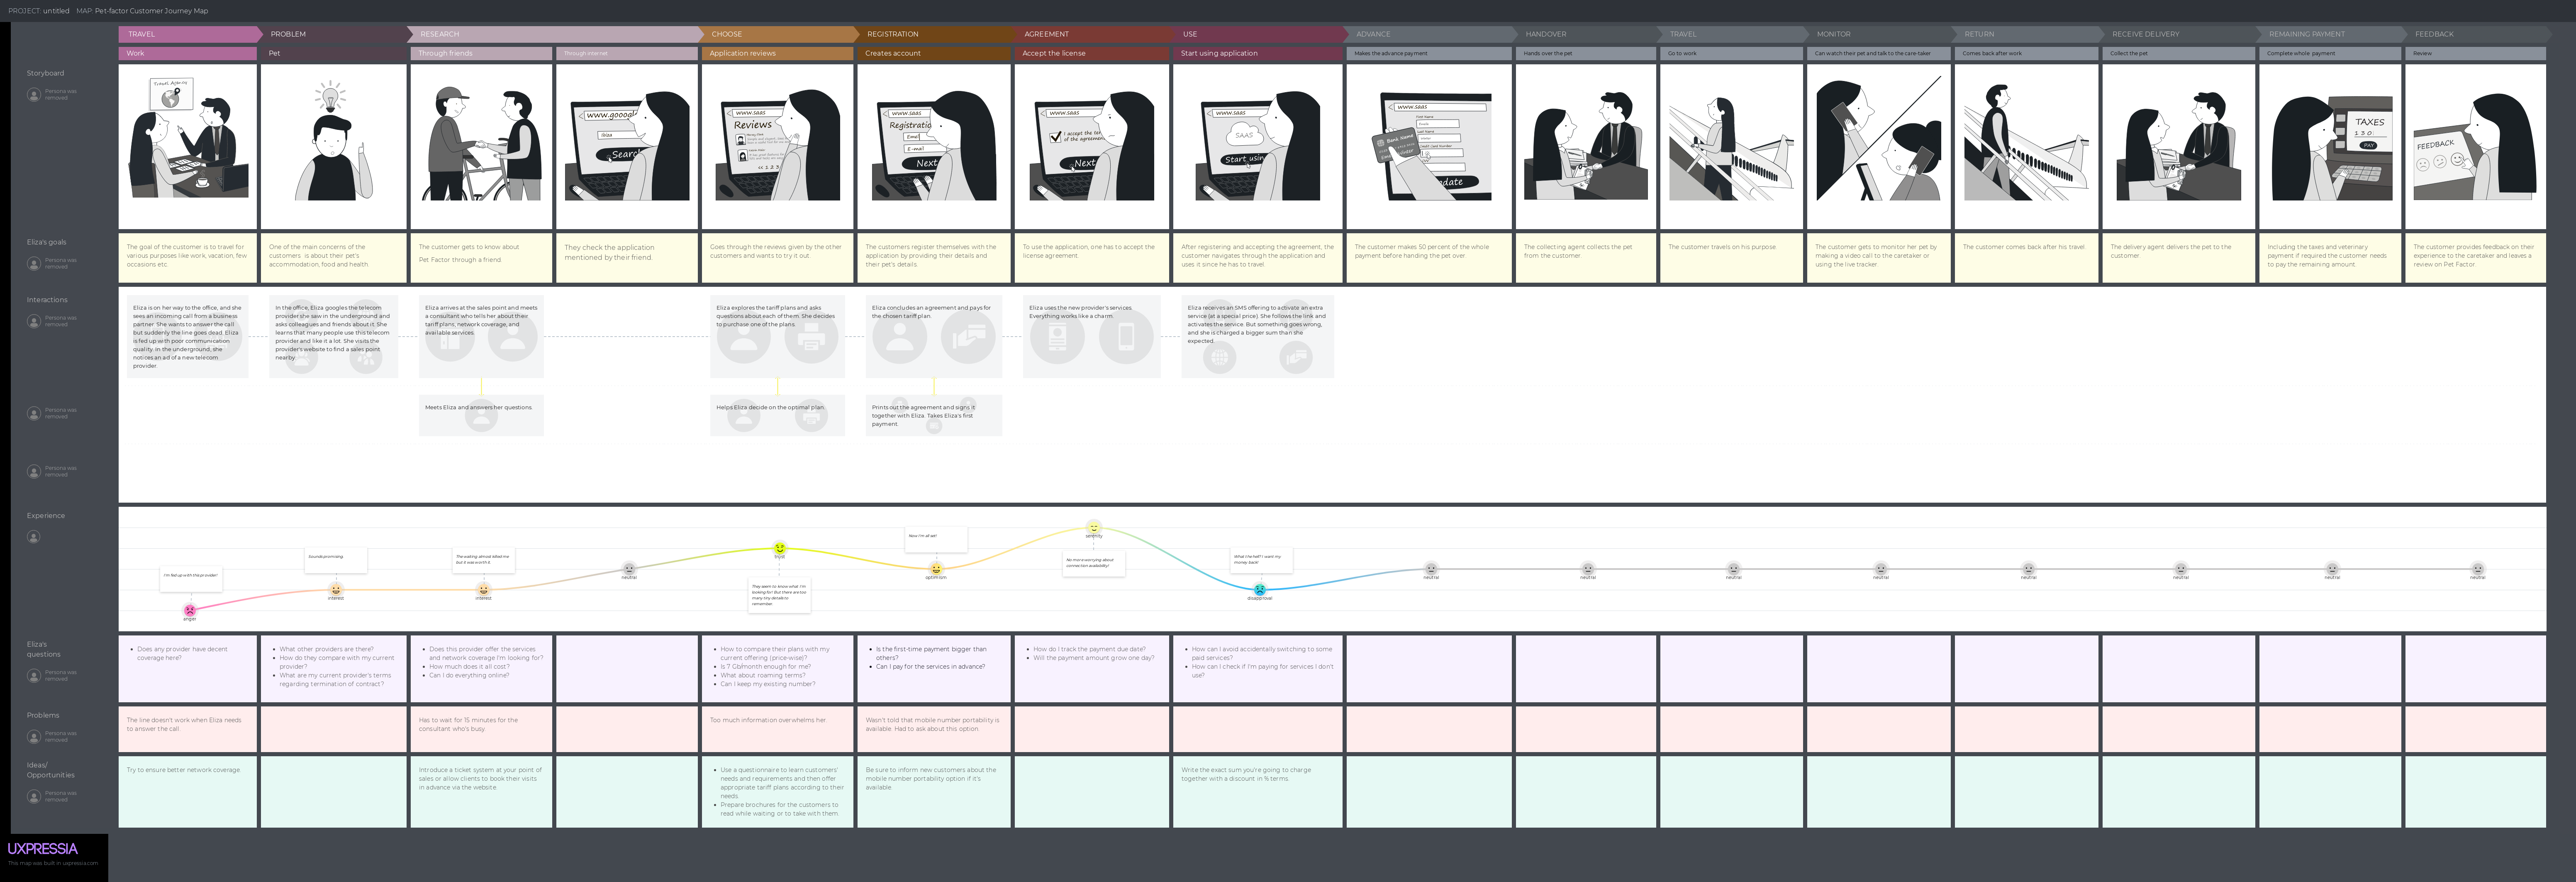 PROJECT: untitled MAP: Pet-factor Customer Journey Map
TRAVEL
PROBLEM
RESEARCH
CHOOSE
REGISTRATION
AGREEMENT
USE
ADVANCE
HANDOVER
TRAVEL
MONITOR
RETURN
RECEIVE DELIVERY
REMAINING PAYMENT
FEEDBACK
Work
Pet
Through friends
Through internet
Application reviews
Creates account
Accept the license
Start using application
Makes the advance payment
Hands over the pet
Go to work
Can watch their pet and talk to the care-taker
Comes back after work
Collect the pet
Complete whole payment
Review
Storyboard
Persona was
removed
Travel Agency
www.googl
Ibiza
Search
www.saas
Reviews
www.saas
Registratio
Email
E-mail
Next
www.saas
I accept the ter
of the agreemen
Next
www.saas
SAAS
Start usin
www.saas
Bank Name
date
TAXES
130
PAY
FEEDBACK
Eliza's goals
Persona was
removed
The goal of the customer is to travel for
various purposes like work, vacation, few
occasions etc.
One of the main concerns of the
customers is about their pet's
accommodation, food and health
The customer gets to know about
Pet Factor through a friend.
They check the application
mentioned by their friend.
Goes through the reviews given by the other
customers and wants to try it out
The customers register themselves with the
application by providing their details and
their pet's details.
To use the application, one has to accept the
license agreement.
After registering and accepting the agreement, the
customer navigates through the application and
uses it since he has to travel
The customer makes 50 percent of the whole
payment before handing the pet over.
The collecting agent collects the pet
from the customer.
The customer travels on his purpose
The customer gets to monitor her pet by
making a video call to the caretaker or
using the live tracker
The customer comes back after his travel.
The delivery agent delivers the pet to the
customer.
Including the taxes and veterinary
payment if required the customer needs
to pay the remaining amount.
The customer provides feedback on their
experience to the caretaker and leaves a
review on Pet Factor
Interactions
Persona was
removed
Eliza is on her way to the office, and she
sees an incoming call from a business
partner. She wants to answer the call
but suddenly the line goes dead. Eliza
is fed up with poor communication
quality. In the underground, she
notices an ad of a new telecom
provider.
In the office, Eliza googles the telecom
provider she saw in the underground and
asks colleagues and friends about it. She
learns that many people use this telecom
provider and like it a lot. She visits the
provider's website to find a sales point
nearby.
Eliza arrives at the sales point and meets
a consultant who tells her about their
tariff plans, network coverage, and
available services.
Eliza explores the tariff plans and asks
questions about each of them. She decides
to purchase one of the plans.
Eliza concludes an agreement and pays for
the chosen tariff plan.
Eliza uses the new provider's services.
Everything works like a charm.
Eliza receives an SMS offering to activate an extra
service (at a special price). She follows the link and
activates the service. But something goes wrong,
and she is charged a bigger sum than she
expected.
Persona was
removed
Meets Eliza and answers her questions.
Helps Eliza decide on the optimal plan.
Prints out the agreement and signs it
together with Eliza. Takes Eliza's first
payment.
Persona was
removed
Experience
I'm fed up with the provider!
anger
Sounds promising
interest
The waiting almost killed me
but it was worth it
interest
neutral
trust
They want to know what I'm
looking for! But there are too
many tiny details to
remember.
Now I'm all set!
optimism
serenity
No more worrying about
connection availability!
What the hell? I want my
money back!
disapproval
neutral
neutral
neutral
neutral
neutral
neutral
neutral
neutral
Eliza's
questions
Persona was
removed
Does any provider have decent
coverage here?
What other providers are there?
How do they compare with my current
provider?
What are my current provider's terms
regarding termination of contract?
Does this provider offer the services
and network coverage I'm looking for?
How much does it all cost?
Can I do everything online?
How to compare their plans with my
current offering (price-wise)?
Is 7 Gb/month enough for me?
What about roaming terms?
Can I keep my existing number?
Is the first-time payment bigger than
others?
Can I pay for the services in advance?
How do I track the payment due date?
Will the payment amount grow one day?
How can I avoid accidentally switching to some
paid services?
How can I check if I'm paying for services I don't
use?
Problems
Persona was
removed
The line doesn't work when Eliza needs
to answer the call
Has to wait for 15 minutes for the
consultant who's busy.
Too much information overwhelms her.
Wasn't told that mobile number portability is
available. Had to ask about this option
Ideas/
Opportunities
Persona was
removed
Try to ensure better network coverage.
Introduce a ticket system at your point of
sales or allow clients to book their visits
in advance via the website.
Use a questionnaire to learn customers'
needs and requirements and then offer
appropriate tariff plans according to their
needs.
Prepare brochures for the customers to
read while waiting or to take with them.
Be sure to inform new customers about the
mobile number portability option if it's
available.
Write the exact sum you're going to charge
together with a discount in % terms.
UXPRESSIA
This map was built in uxpressia.com